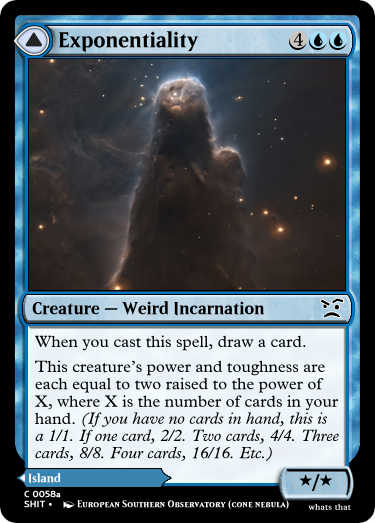 Exponentiality 4
Creature — Weird Incarnation
When you cast this spell, draw a card.
This creature's power and toughness are
each equal to two raised to the power of
X, where X is the number of cards in your
hand. (If you have no cards in hand, this is
a 1/1. If one card, 2/2. Two cards, 4/4. Three
cards, 8/8. Four cards, 16/16. Etc.)
Island
★/★
C 0058a
SHIT • European Southern Observatory (cone nebula)
whats that